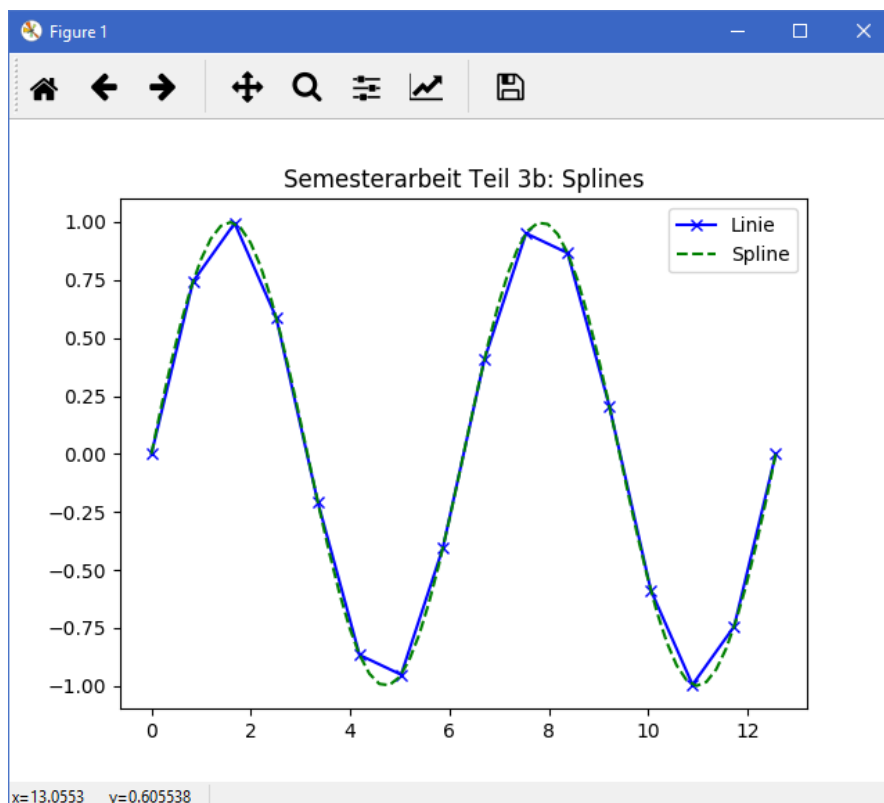 Figure 1
Semesterarbeit Teil 3b: Splines
Linie
Spline
1.00
0.75
0.50
0.25
0.00
−0.25
−0.50
−0.75
−1.00
0 2 4 6 8 10 12
x=13.0553 y=0.605538